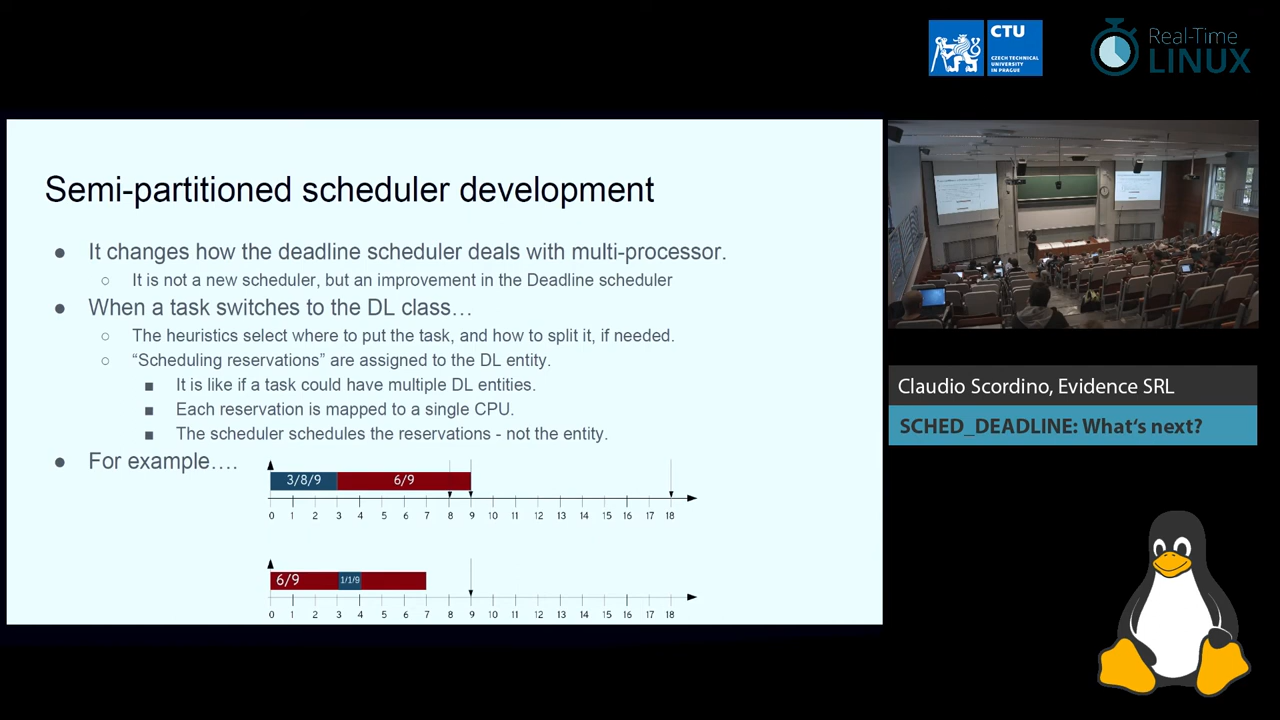 CTU
CZECH TECHNICAL
UNIVERSITY
IN PRAGUE
Real-Time
LINUX
Semi-partitioned scheduler development
● It changes how the deadline scheduler deals with multi-processor.
○ It is not a new scheduler, but an improvement in the Deadline scheduler
● When a task switches to the DL class…
○ The heuristics select where to put the task, and how to split it, if needed.
○ “Scheduling reservations” are assigned to the DL entity.
■ It is like if a task could have multiple DL entities.
■ Each reservation is mapped to a single CPU.
■ The scheduler schedules the reservations - not the entity.
● For example….
3/8/9 6/9
0 1 2 3 4 5 6 7 8 9 10 11 12 13 14 15 16 17 18
6/9 1/1/9
0 1 2 3 4 5 6 7 8 9 10 11 12 13 14 15 16 17 18
Claudio Scordino, Evidence SRL
SCHED_DEADLINE: What‘s next?